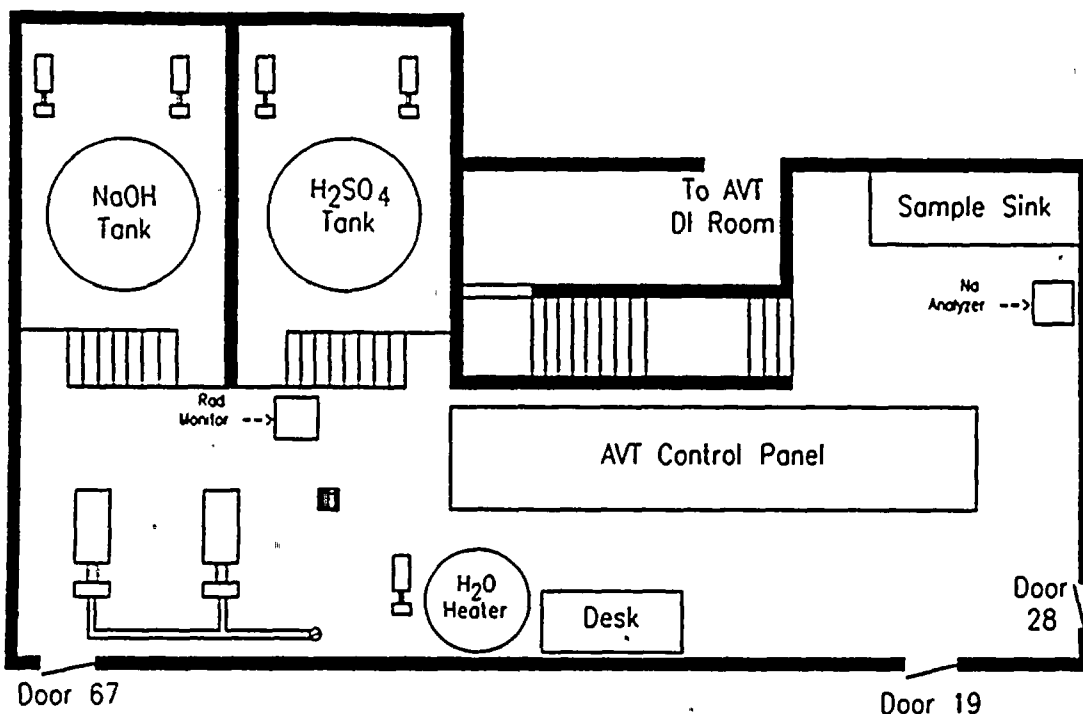 NaOH
Tank
H2SO4
Tank
To AVT
DI Room
Sample Sink
Na
Analyzer -->
Rad
Monitor -->
AVT Control Panel
H2O
Heater
Desk
Door
28
Door 67
Door 19